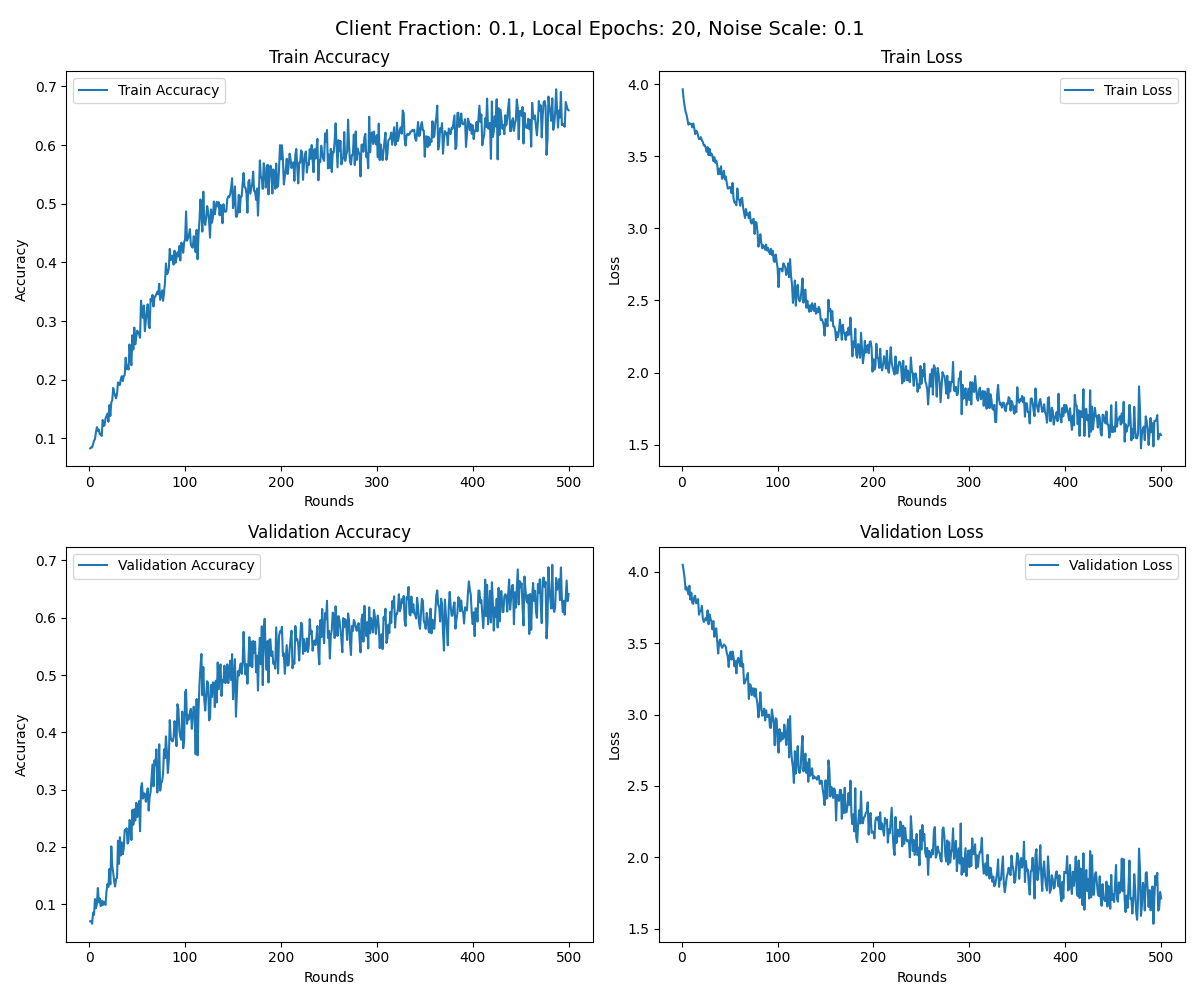 Client Fraction: 0.1, Local Epochs: 20, Noise Scale: 0.1
Train Accuracy
Train Accuracy
Accuracy
0.7
0.6
0.5
0.4
0.3
0.2
0.1
0 100 200 300 400 500
Rounds
Train Loss
Train Loss
Loss
4.0
3.5
3.0
2.5
2.0
1.5
0 100 200 300 400 500
Rounds
Validation Accuracy
Validation Accuracy
Accuracy
0.7
0.6
0.5
0.4
0.3
0.2
0.1
0 100 200 300 400 500
Rounds
Validation Loss
Validation Loss
Loss
4.0
3.5
3.0
2.5
2.0
1.5
0 100 200 300 400 500
Rounds